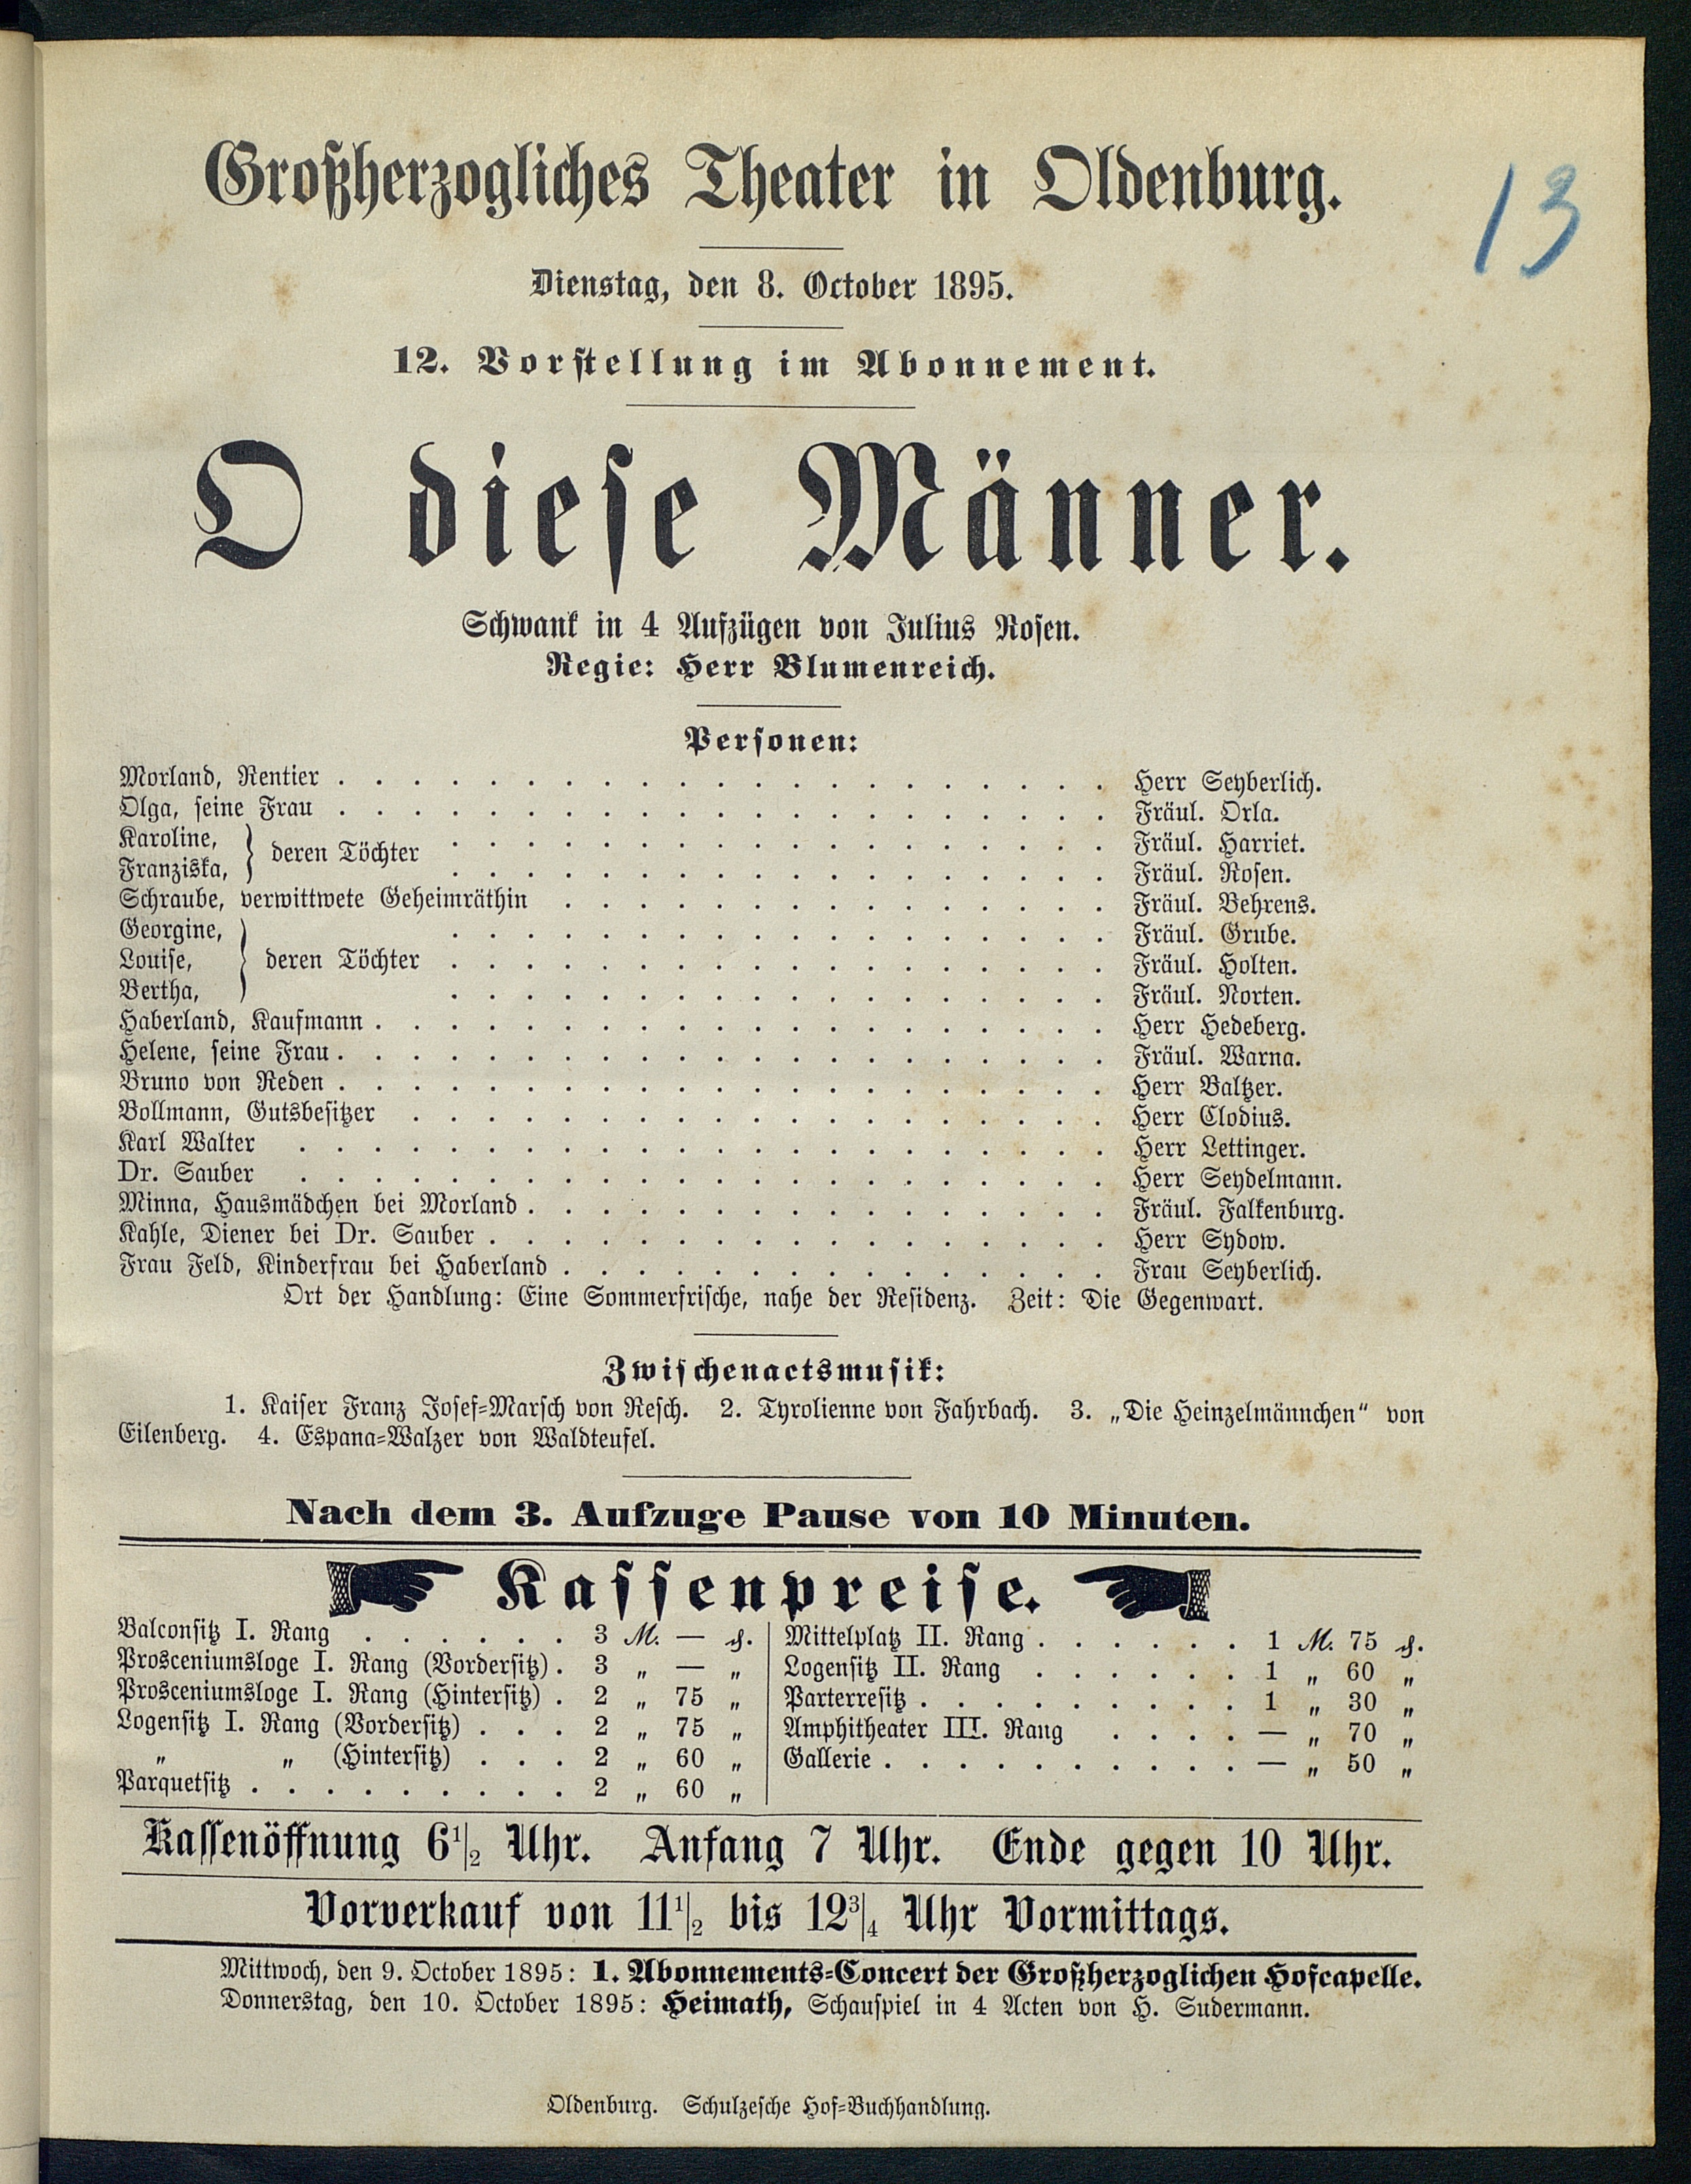 Großherzogliches Theater in Oldenburg.
13
Dienstag, den 8. October 1895.
12. Vorstellung im Abonnement.
O diese Männer.
Schwank in 4 Aufzügen von Julius Rosen.
Regie: Herr Blumenreich.
Personen:
Morland, Rentier . . . . . Herr Seyberlich.
Olga, seine Frau . . . . . Fräul. Orla.
Karoline, } deren Töchter . . . . . Fräul. Harriet.
Franziska, } . . . . . Fräul. Rosen.
Schraube, verwittwete Geheimräthin . . . . . Fräul. Behrens.
Georgine, } . . . . . Fräul. Grube.
Louise, } deren Töchter . . . . . Fräul. Holten.
Bertha, } . . . . . Fräul. Norten.
Haberland, Kaufmann . . . . . Herr Hedeberg.
Helene, seine Frau . . . . . Fräul. Warna.
Bruno von Reden . . . . . Herr Baltzer.
Vollmann, Gutsbesitzer . . . . . Herr Clodius.
Karl Walter . . . . . Herr Lettinger.
Dr. Sauber . . . . . Herr Seydelmann.
Minna, Hausmädchen bei Morland . . . . . Fräul. Falkenburg.
Kahle, Diener bei Dr. Sauber . . . . . Herr Sydow.
Frau Feld, Kinderfrau bei Haberland . . . . . Frau Seyberlich.
Ort der Handlung: Eine Sommerfrische, nahe der Residenz. Zeit: Die Gegenwart.
Zwischenactsmusik:
1. Kaiser Franz Josef-Marsch von Resch. 2. Tyrolienne von Fahrbach. 3. „Die Heinzelmännchen“ von
Eilenberg. 4. Espana-Walzer von Waldteufel.
Nach dem 3. Aufzuge Pause von 10 Minuten.
Kassenpreise.
Balconsitz I. Rang . . . . . 3 M. — ₰.
Prosceniumsloge I. Rang (Vordersitz) . 3 „ — „
Prosceniumsloge I. Rang (Hintersitz) . 2 „ 75 „
Logensitz I. Rang (Vordersitz) . . . 2 „ 75 „
„ „ (Hintersitz) . . . 2 „ 60 „
Parquetsitz . . . . . 2 „ 60 „
Mittelplatz II. Rang . . . . . 1 M. 75 ₰.
Logensitz II. Rang . . . . . 1 „ 60 „
Parterresitz . . . . . 1 „ 30 „
Amphitheater III. Rang . . . . — „ 70 „
Gallerie . . . . . — „ 50 „
Kassenöffnung 6½ Uhr. Anfang 7 Uhr. Ende gegen 10 Uhr.
Vorverkauf von 11½ bis 12¾ Uhr Vormittags.
Mittwoch, den 9. October 1895: 1. Abonnements-Concert der Großherzoglichen Hofcapelle.
Donnerstag, den 10. October 1895: Heimath, Schauspiel in 4 Acten von H. Sudermann.
Oldenburg. Schulzesche Hof-Buchhandlung.